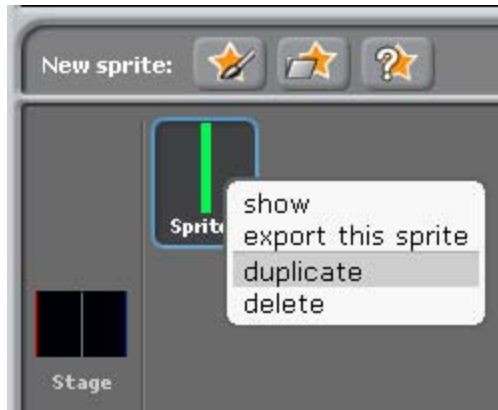 New sprite:
show
export this sprite
duplicate
delete
Stage